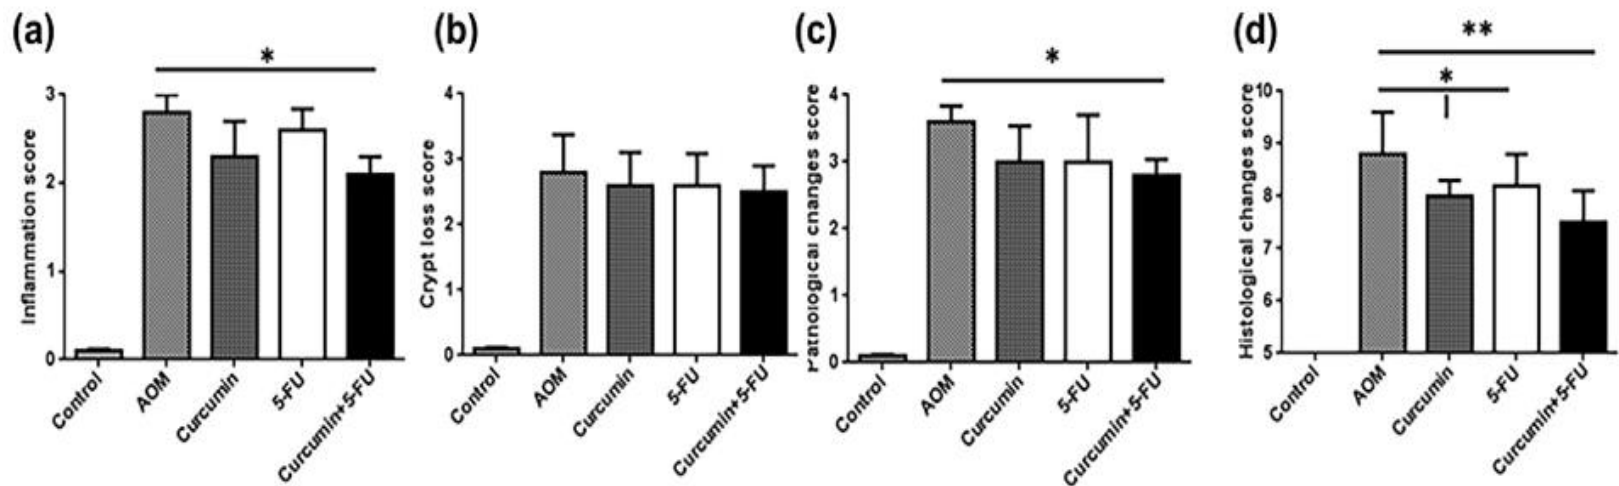 (a)
*
Inflammation score
3
2
1
0
Control
AOM
Curcumin
5-FU
Curcumin+5-FU
(b)
Crypt loss score
4
3
2
1
0
Control
AOM
Curcumin
5-FU
Curcumin+5-FU
(c)
*
Pathological changes score
4
3
2
1
0
Control
AOM
Curcumin
5-FU
Curcumin+5-FU
(d)
**
*
Histological changes score
10
9
8
7
6
5
Control
AOM
Curcumin
5-FU
Curcumin+5-FU